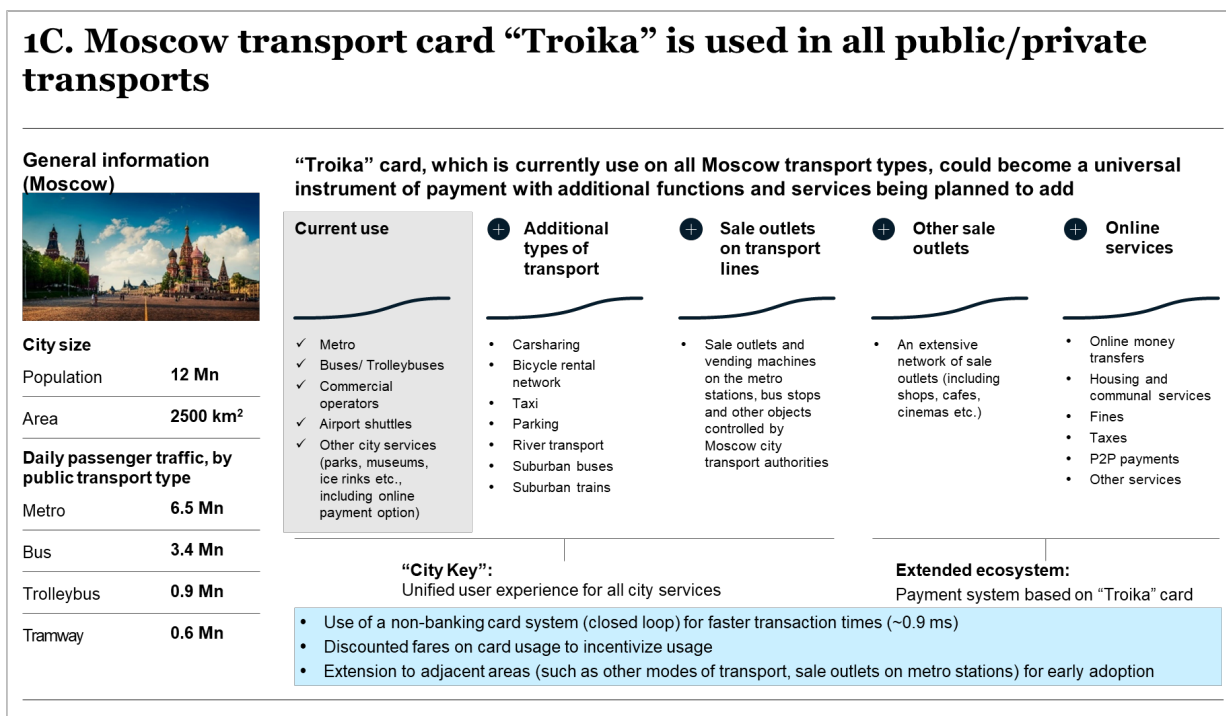 1C. Moscow transport card “Troika” is used in all public/private
transports
General information
(Moscow)
City size
Population 12 Mn
Area 2500 km²
Daily passenger traffic, by
public transport type
Metro 6.5 Mn
Bus 3.4 Mn
Trolleybus 0.9 Mn
Tramway 0.6 Mn
“Troika” card, which is currently use on all Moscow transport types, could become a universal
instrument of payment with additional functions and services being planned to add
Current use
✓ Metro
✓ Buses/ Trolleybuses
✓ Commercial
operators
✓ Airport shuttles
✓ Other city services
(parks, museums,
ice rinks etc.,
including online
payment option)
+ Additional
types of
transport
• Carsharing
• Bicycle rental
network
• Taxi
• Parking
• River transport
• Suburban buses
• Suburban trains
+ Sale outlets
on transport
lines
• Sale outlets and
vending machines
on the metro
stations, bus stops
and other objects
controlled by
Moscow city
transport authorities
+ Other sale
outlets
• An extensive
network of sale
outlets (including
shops, cafes,
cinemas etc.)
+ Online
services
• Online money
transfers
• Housing and
communal services
• Fines
• Taxes
• P2P payments
• Other services
“City Key”:
Unified user experience for all city services
Extended ecosystem:
Payment system based on “Troika” card
• Use of a non-banking card system (closed loop) for faster transaction times (~0.9 ms)
• Discounted fares on card usage to incentivize usage
• Extension to adjacent areas (such as other modes of transport, sale outlets on metro stations) for early adoption